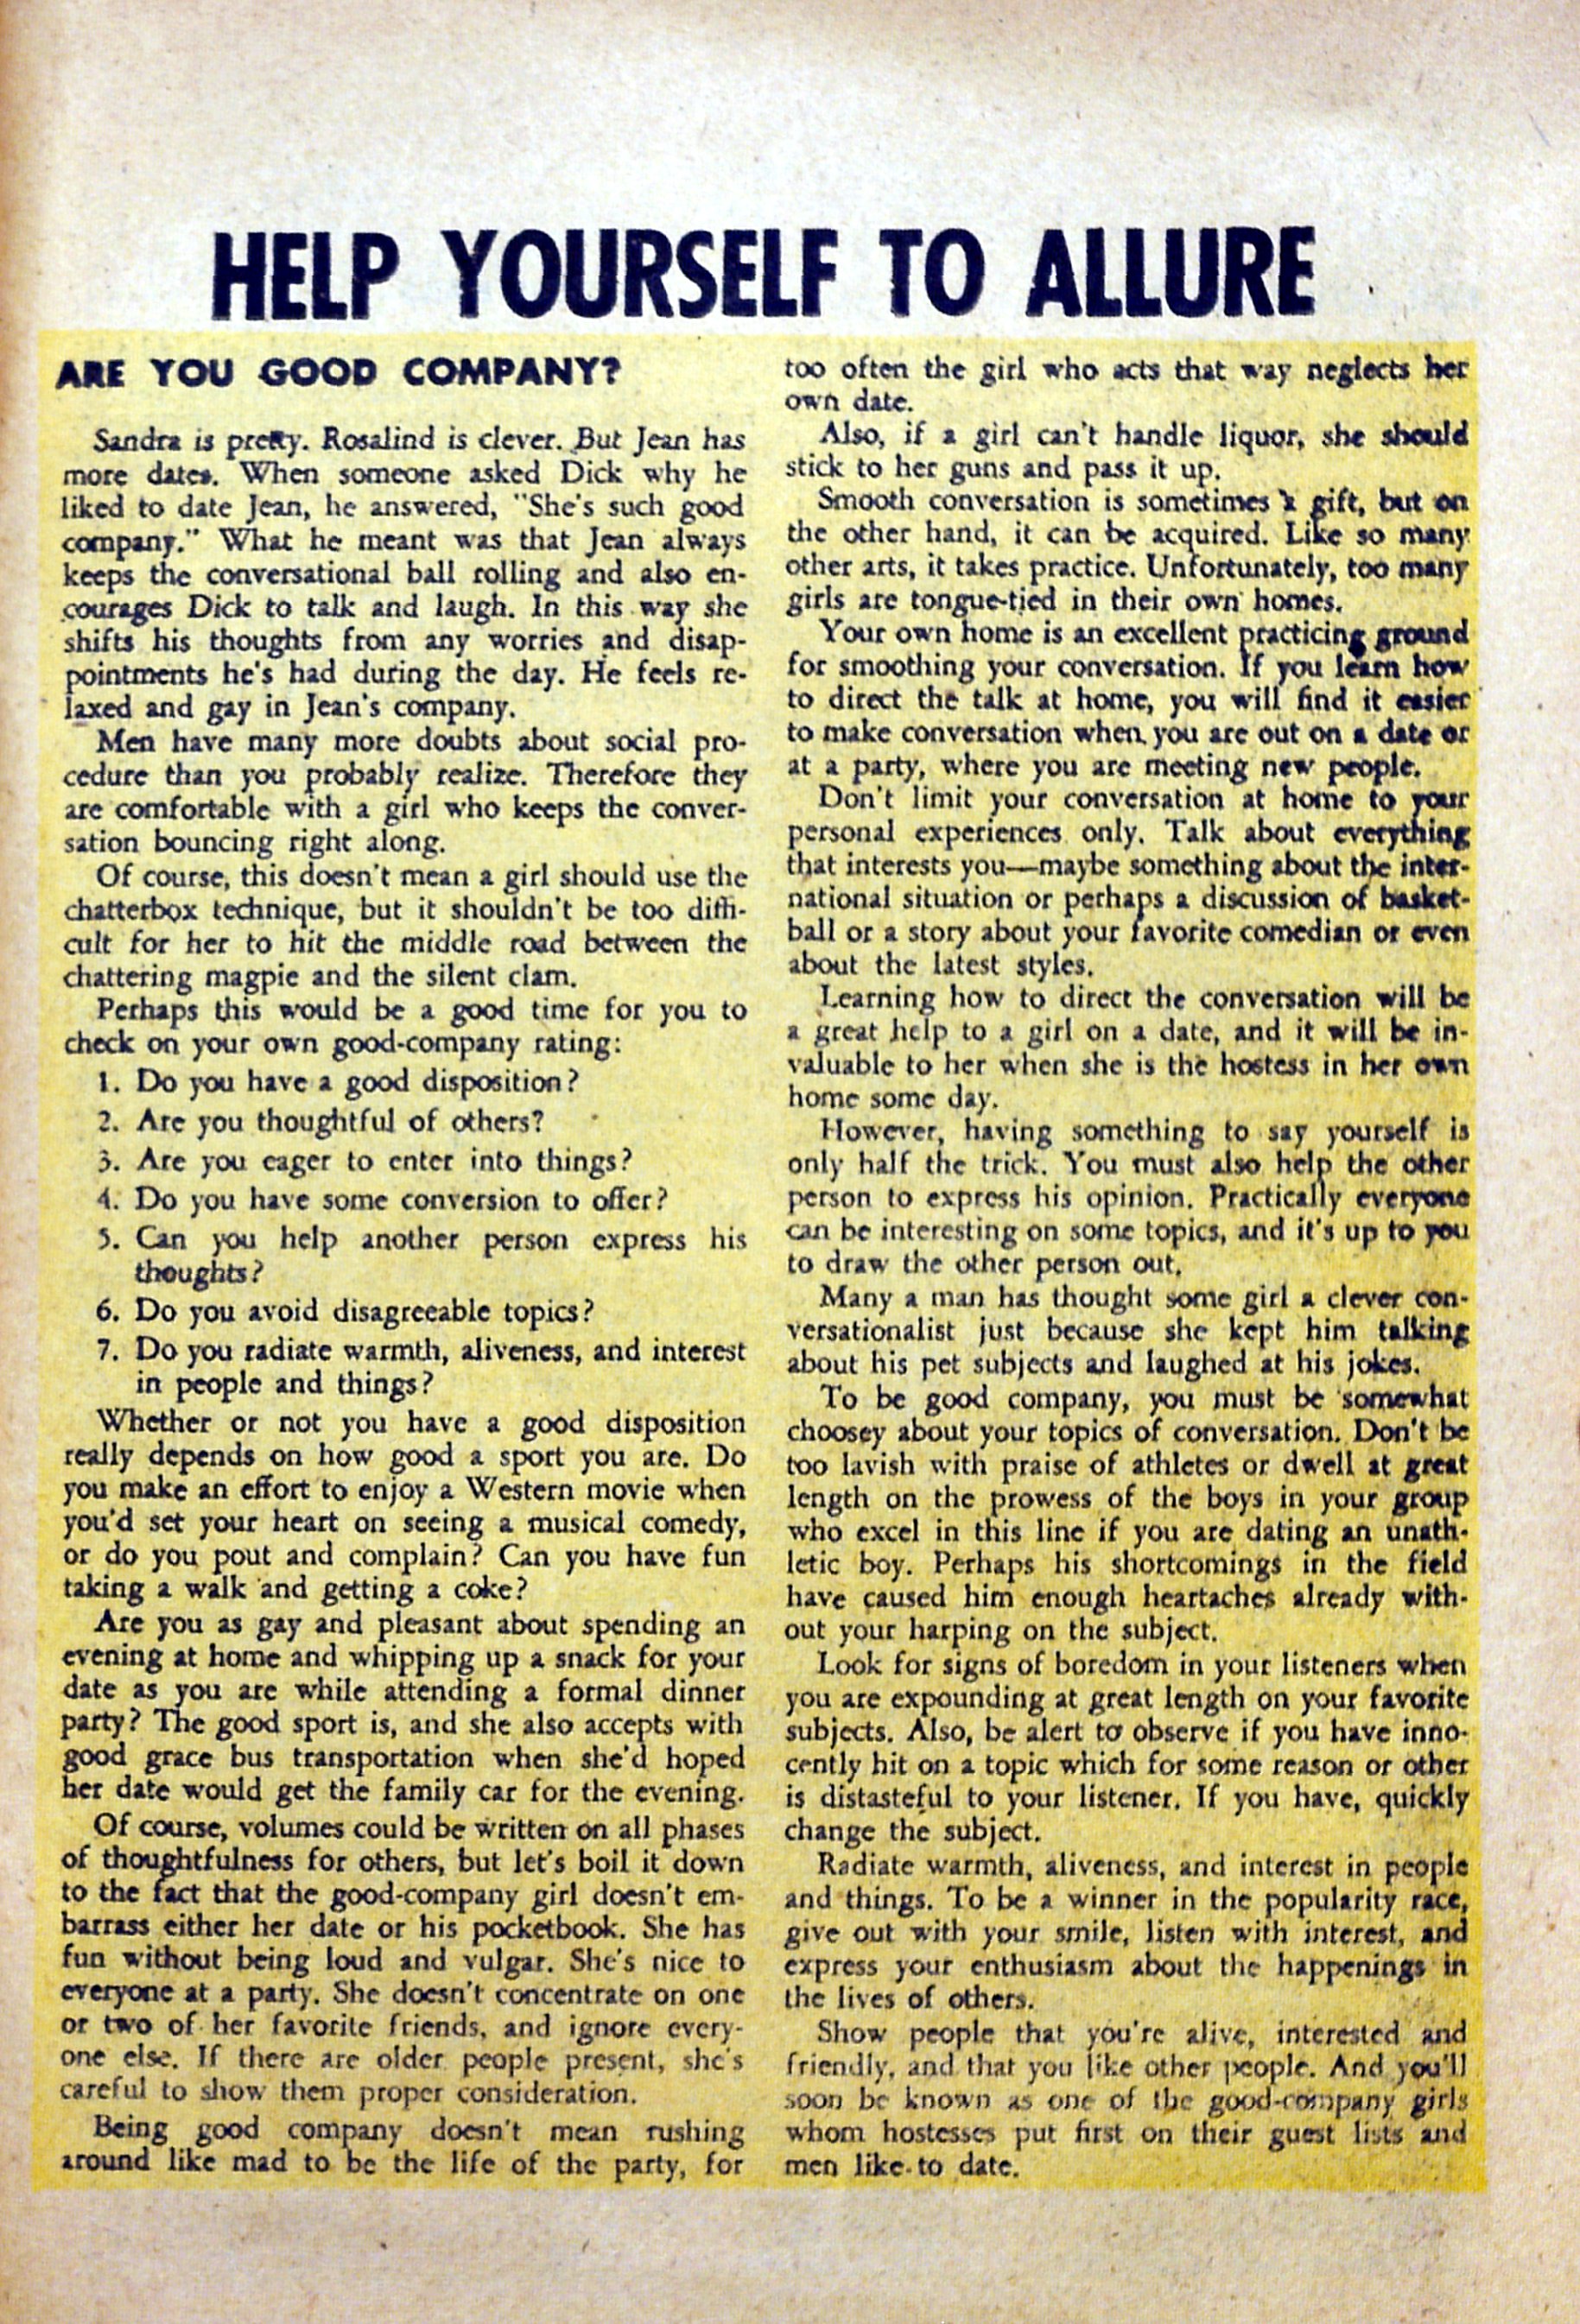 HELP YOURSELF TO ALLURE
ARE YOU GOOD COMPANY?
Sandra is pretty. Rosalind is clever. But Jean has
more dates. When someone asked Dick why he
liked to date Jean, he answered, "She's such good
company." What he meant was that Jean always
keeps the conversational ball rolling and also en-
courages Dick to talk and laugh. In this way she
shifts his thoughts from any worries and disap-
pointments he's had during the day. He feels re-
laxed and gay in Jean's company.
Men have many more doubts about social pro-
cedure than you probably realize. Therefore they
are comfortable with a girl who keeps the conver-
sation bouncing right along.
Of course, this doesn't mean a girl should use the
chatterbox technique, but it shouldn't be too diffi-
cult for her to hit the middle road between the
chattering magpie and the silent clam.
Perhaps this would be a good time for you to
check on your own good-company rating:
1. Do you have a good disposition?
2. Are you thoughtful of others?
3. Are you eager to enter into things?
4. Do you have some conversion to offer?
5. Can you help another person express his
thoughts?
6. Do you avoid disagreeable topics?
7. Do you radiate warmth, aliveness, and interest
in people and things?
Whether or not you have a good disposition
really depends on how good a sport you are. Do
you make an effort to enjoy a Western movie when
you'd set your heart on seeing a musical comedy,
or do you pout and complain? Can you have fun
taking a walk and getting a coke?
Are you as gay and pleasant about spending an
evening at home and whipping up a snack for your
date as you are while attending a formal dinner
party? The good sport is, and she also accepts with
good grace bus transportation when she'd hoped
her date would get the family car for the evening.
Of course, volumes could be written on all phases
of thoughtfulness for others, but let's boil it down
to the fact that the good-company girl doesn't em-
barrass either her date or his pocketbook. She has
fun without being loud and vulgar. She's nice to
everyone at a party. She doesn't concentrate on one
or two of her favorite friends, and ignore every-
one else. If there are older people present, she's
careful to show them proper consideration.
Being good company doesn't mean rushing
around like mad to be the life of the party, for
too often the girl who acts that way neglects her
own date.
Also, if a girl can't handle liquor, she should
stick to her guns and pass it up.
Smooth conversation is sometimes a gift, but on
the other hand, it can be acquired. Like so many
other arts, it takes practice. Unfortunately, too many
girls are tongue-tied in their own homes.
Your own home is an excellent practicing ground
for smoothing your conversation. If you learn how
to direct the talk at home, you will find it easier
to make conversation when you are out on a date or
at a party, where you are meeting new people.
Don't limit your conversation at home to your
personal experiences only. Talk about everything
that interests you—maybe something about the inter-
national situation or perhaps a discussion of basket-
ball or a story about your favorite comedian or even
about the latest styles.
Learning how to direct the conversation will be
a great help to a girl on a date, and it will be in-
valuable to her when she is the hostess in her own
home some day.
However, having something to say yourself is
only half the trick. You must also help the other
person to express his opinion. Practically everyone
can be interesting on some topics, and it's up to you
to draw the other person out.
Many a man has thought some girl a clever con-
versationalist just because she kept him talking
about his pet subjects and laughed at his jokes.
To be good company, you must be somewhat
choosey about your topics of conversation. Don't be
too lavish with praise of athletes or dwell at great
length on the prowess of the boys in your group
who excel in this line if you are dating an unath-
letic boy. Perhaps his shortcomings in the field
have caused him enough heartaches already with-
out your harping on the subject.
Look for signs of boredom in your listeners when
you are expounding at great length on your favorite
subjects. Also, be alert to observe if you have inno-
cently hit on a topic which for some reason or other
is distasteful to your listener. If you have, quickly
change the subject.
Radiate warmth, aliveness, and interest in people
and things. To be a winner in the popularity race,
give out with your smile, listen with interest, and
express your enthusiasm about the happenings in
the lives of others.
Show people that you're alive, interested and
friendly, and that you like other people. And you'll
soon be known as one of the good-company girls
whom hostesses put first on their guest lists and
men like to date.